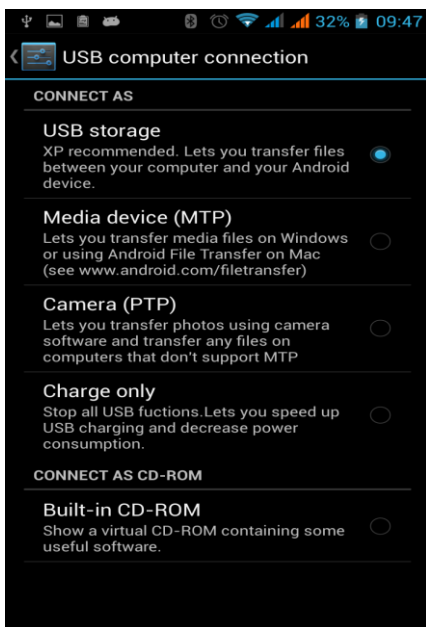 32% 09:47
USB computer connection
CONNECT AS
USB storage
XP recommended. Lets you transfer files
between your computer and your Android
device.
Media device (MTP)
Lets you transfer media files on Windows
or using Android File Transfer on Mac
(see www.android.com/filetransfer)
Camera (PTP)
Lets you transfer photos using camera
software and transfer any files on
computers that don't support MTP
Charge only
Stop all USB fuctions.Lets you speed up
USB charging and decrease power
consumption.
CONNECT AS CD-ROM
Built-in CD-ROM
Show a virtual CD-ROM containing some
useful software.